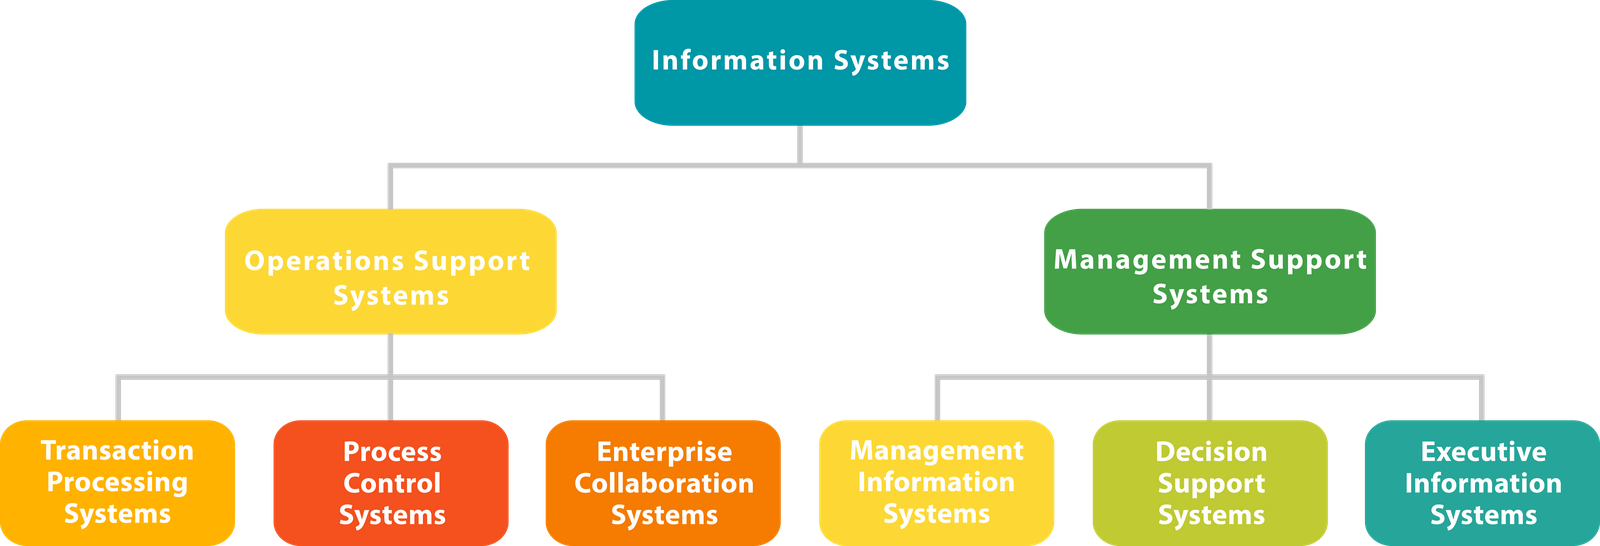 Information Systems
Operations Support
Systems
Management Support
Systems
Transaction
Processing
Systems
Process
Control
Systems
Enterprise
Collaboration
Systems
Management
Information
Systems
Decision
Support
Systems
Executive
Information
Systems